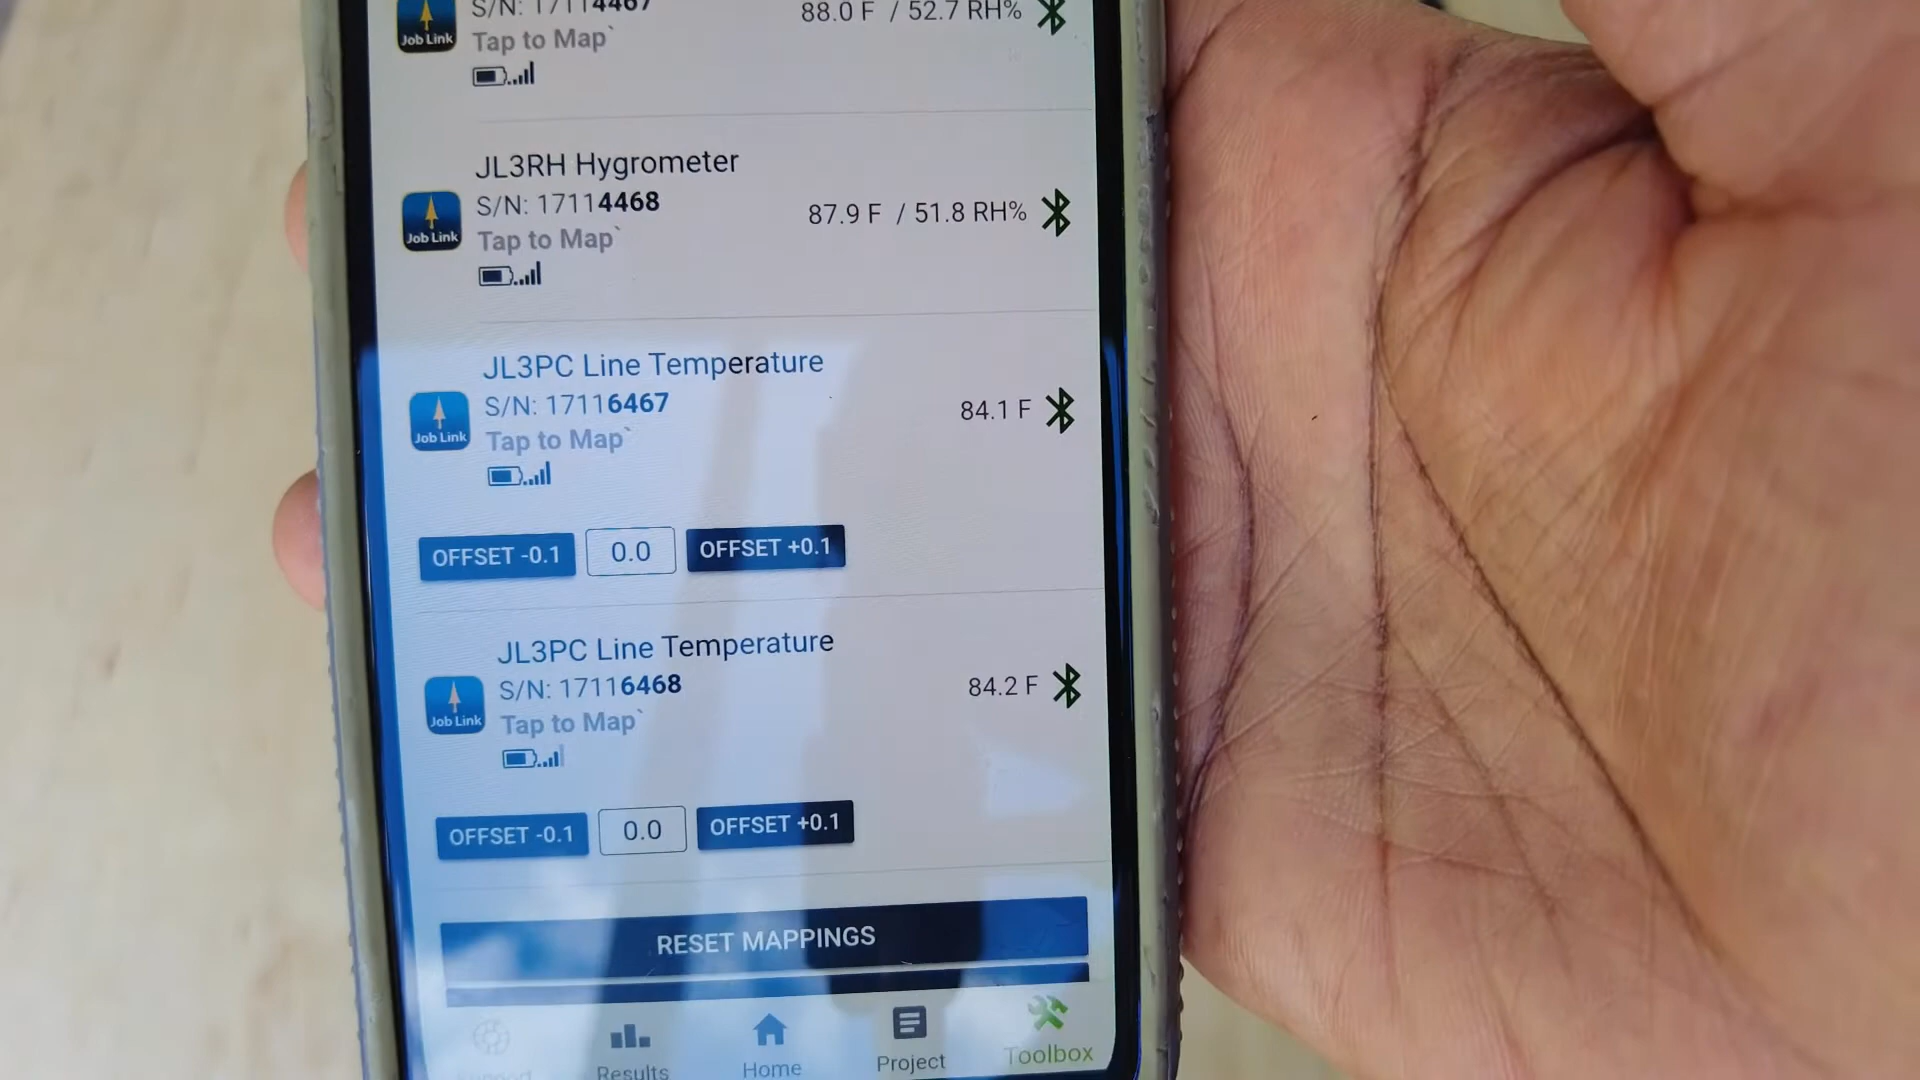 S/N: 17114467
88.0 F / 52.7 RH%
Job Link
Tap to Map`
JL3RH Hygrometer
S/N: 17114468
87.9 F / 51.8 RH%
Job Link
Tap to Map`
JL3PC Line Temperature
S/N: 17116467
84.1 F
Job Link
Tap to Map`
OFFSET -0.1
0.0
OFFSET +0.1
JL3PC Line Temperature
S/N: 17116468
84.2 F
Job Link
Tap to Map`
OFFSET -0.1
0.0
OFFSET +0.1
RESET MAPPINGS
Support
Results
Home
Project
Toolbox